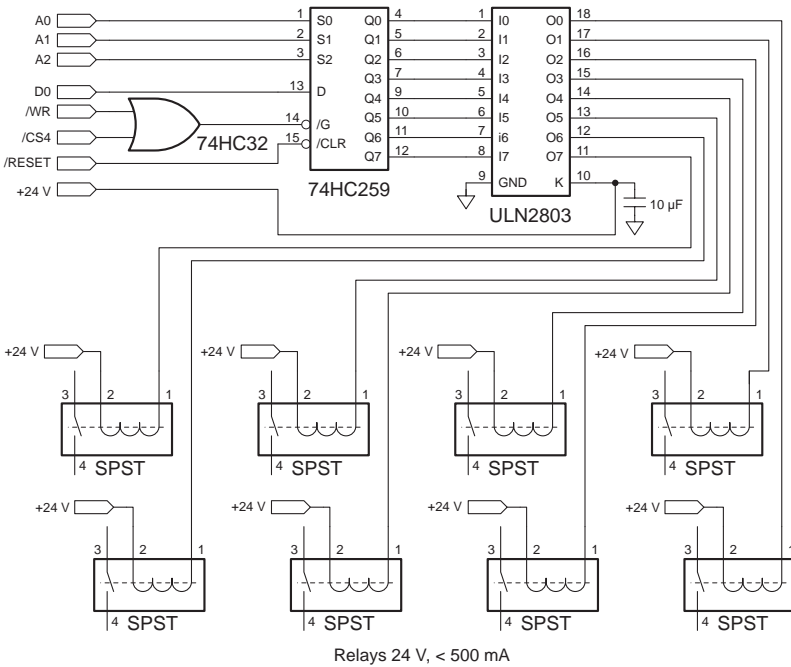 A0 1 S0 Q0 4 1 I0 O0 18
A1 2 S1 Q1 5 2 I1 O1 17
A2 3 S2 Q2 6 3 I2 O2 16
Q3 7 4 I3 O3 15
D0 13 D Q4 9 5 I4 O4 14
/WR Q5 10 6 I5 O5 13
14 /G Q6 11 7 i6 O6 12
/CS4 74HC32 15 /CLR Q7 12 8 I7 O7 11
/RESET
+24 V 9 GND K 10
74HC259 ULN2803 10 µF
+24 V +24 V +24 V +24 V
3 2 1 3 2 1 3 2 1 3 2 1
4 SPST 4 SPST 4 SPST 4 SPST
+24 V +24 V +24 V +24 V
3 2 1 3 2 1 3 2 1 3 2 1
4 SPST 4 SPST 4 SPST 4 SPST
Relays 24 V, < 500 mA